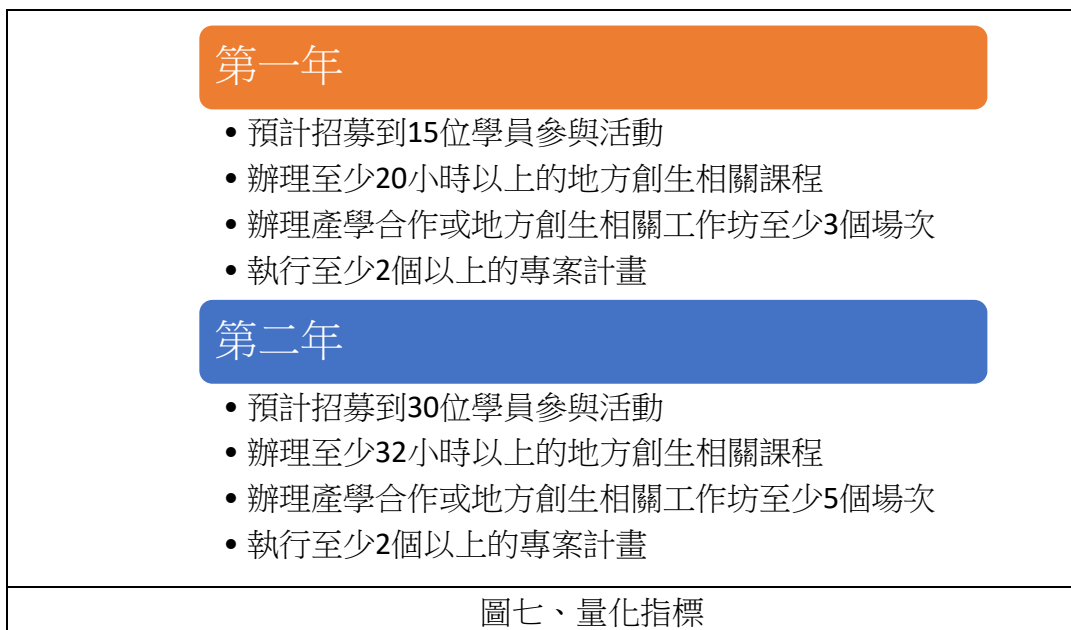 第一年
•預計招募到15位學員參與活動
•辦理至少20小時以上的地方創生相關課程
•辦理產學合作或地方創生相關工作坊至少3個場次
•執行至少2個以上的專案計畫
第二年
•預計招募到30位學員參與活動
•辦理至少32小時以上的地方創生相關課程
•辦理產學合作或地方創生相關工作坊至少5個場次
•執行至少2個以上的專案計畫
圖七、量化指標